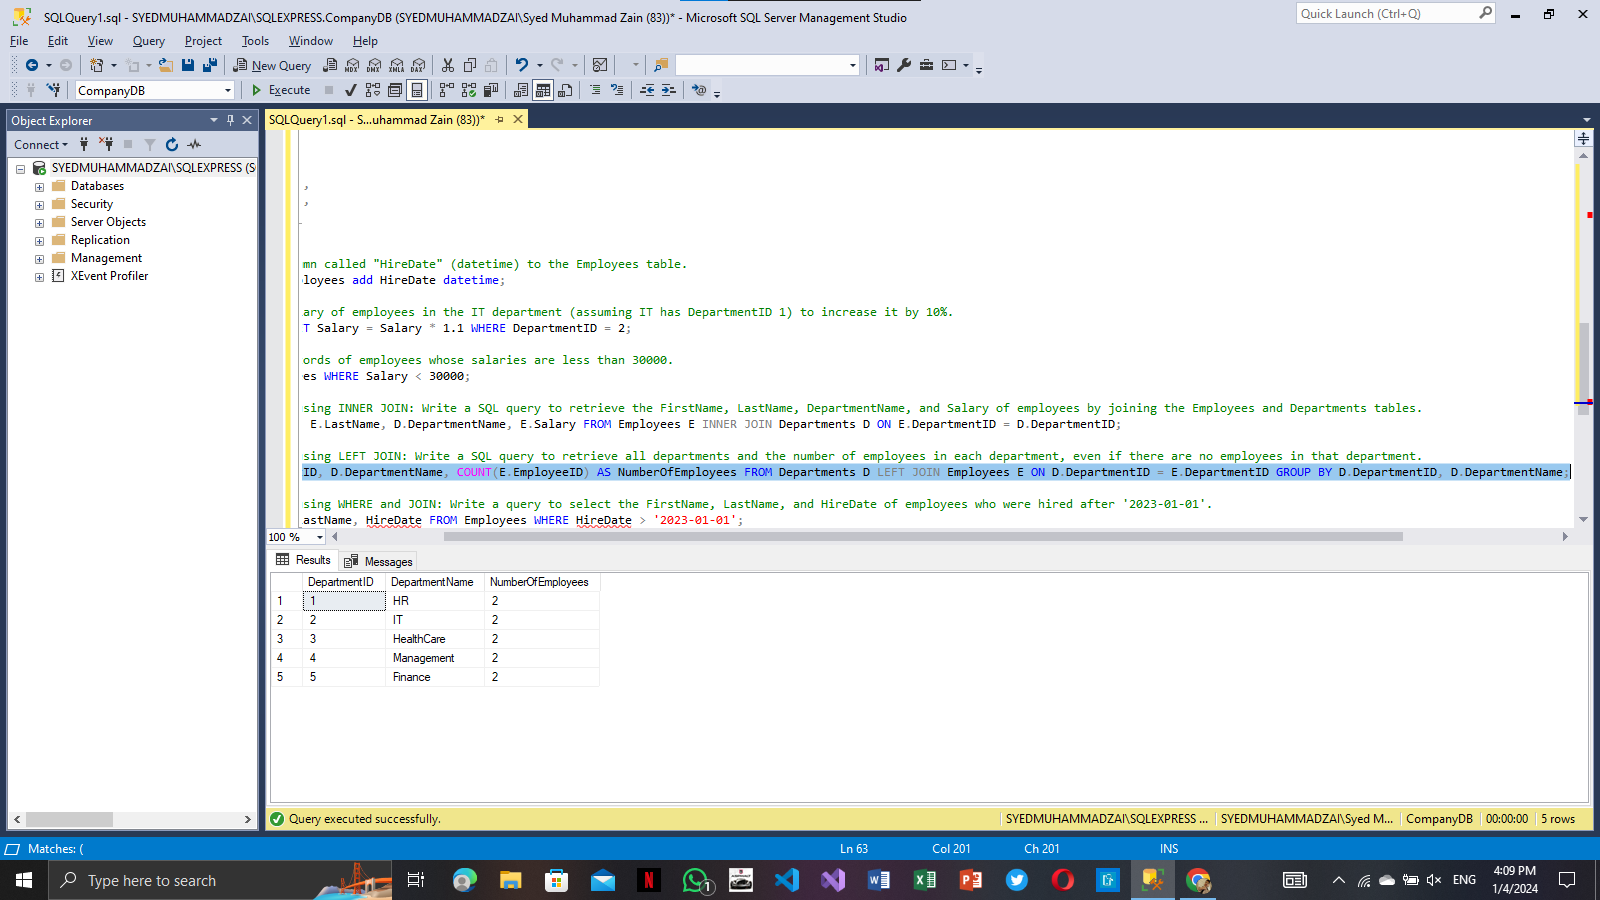 SQLQuery1.sql - SYEDMUHAMMADZAI\SQLEXPRESS.CompanyDB (SYEDMUHAMMADZAI\Syed Muhammad Zain (83))* - Microsoft SQL Server Management Studio
Quick Launch (Ctrl+Q)
File Edit View Query Project Tools Window Help
New Query
MDX DMX XMLA DAX
CompanyDB
Execute
Object Explorer
SQLQuery1.sql - S...uhammad Zain (83))*
Connect
SYEDMUHAMMADZAI\SQLEXPRESS (S
Databases
Security
Server Objects
Replication
Management
XEvent Profiler
,
,
mn called "HireDate" (datetime) to the Employees table.
loyees add HireDate datetime;
ary of employees in the IT department (assuming IT has DepartmentID 1) to increase it by 10%.
T Salary = Salary * 1.1 WHERE DepartmentID = 2;
ords of employees whose salaries are less than 30000.
es WHERE Salary < 30000;
sing INNER JOIN: Write a SQL query to retrieve the FirstName, LastName, DepartmentName, and Salary of employees by joining the Employees and Departments tables.
E.LastName, D.DepartmentName, E.Salary FROM Employees E INNER JOIN Departments D ON E.DepartmentID = D.DepartmentID;
sing LEFT JOIN: Write a SQL query to retrieve all departments and the number of employees in each department, even if there are no employees in that department.
ID, D.DepartmentName, COUNT(E.EmployeeID) AS NumberOfEmployees FROM Departments D LEFT JOIN Employees E ON D.DepartmentID = E.DepartmentID GROUP BY D.DepartmentID, D.DepartmentName;
sing WHERE and JOIN: Write a query to select the FirstName, LastName, and HireDate of employees who were hired after '2023-01-01'.
astName, HireDate FROM Employees WHERE HireDate > '2023-01-01';
100 %
Results Messages
DepartmentID DepartmentName NumberOfEmployees
1 1 HR 2
2 2 IT 2
3 3 HealthCare 2
4 4 Management 2
5 5 Finance 2
Query executed successfully.
SYEDMUHAMMADZAI\SQLEXPRESS ... SYEDMUHAMMADZAI\Syed M... CompanyDB 00:00:00 5 rows
Matches: (
Ln 63 Col 201 Ch 201 INS
Type here to search
1
ENG
4:09 PM
1/4/2024